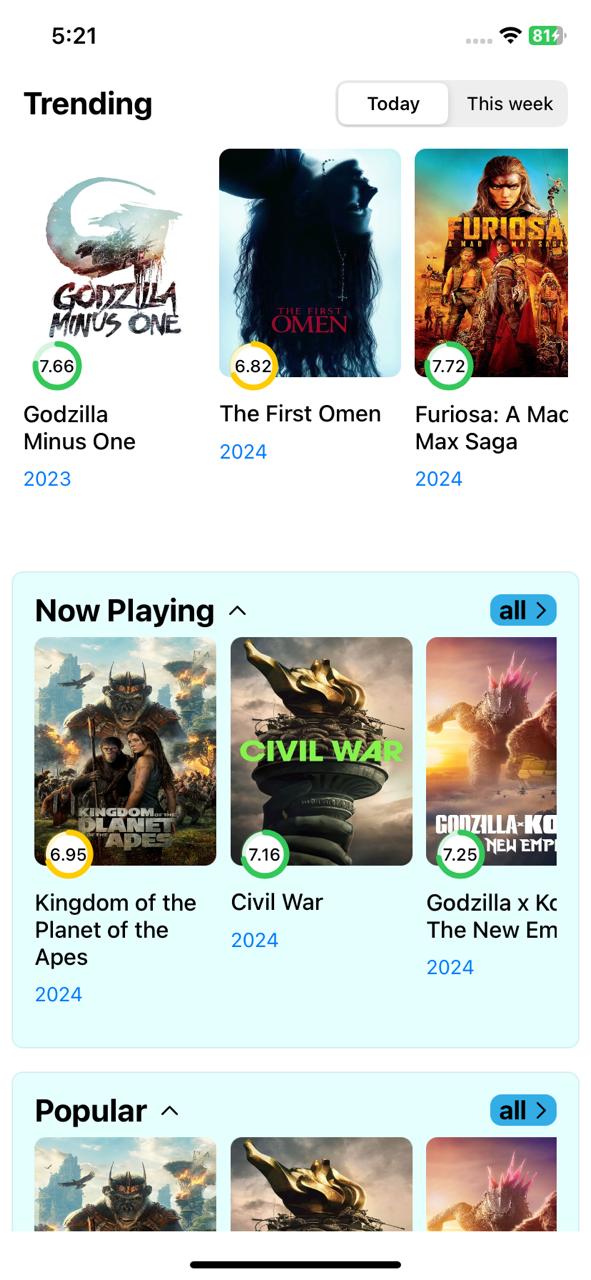 5:21
81
Trending
Today
This week
GODZILLA
MINUS ONE
THE FIRST
OMEN
FURIOSA
A MAD MAX SAGA
7.66
6.82
7.72
Godzilla
Minus One
2023
The First Omen
2024
Furiosa: A Mad
Max Saga
2024
Now Playing
all
KINGDOM OF THE
PLANET
OF THE
APES
CIVIL WAR
GODZILLA x KO
NEW EMPI
6.95
7.16
7.25
Kingdom of the
Planet of the
Apes
2024
Civil War
2024
Godzilla x Ko
The New Em
2024
Popular
all